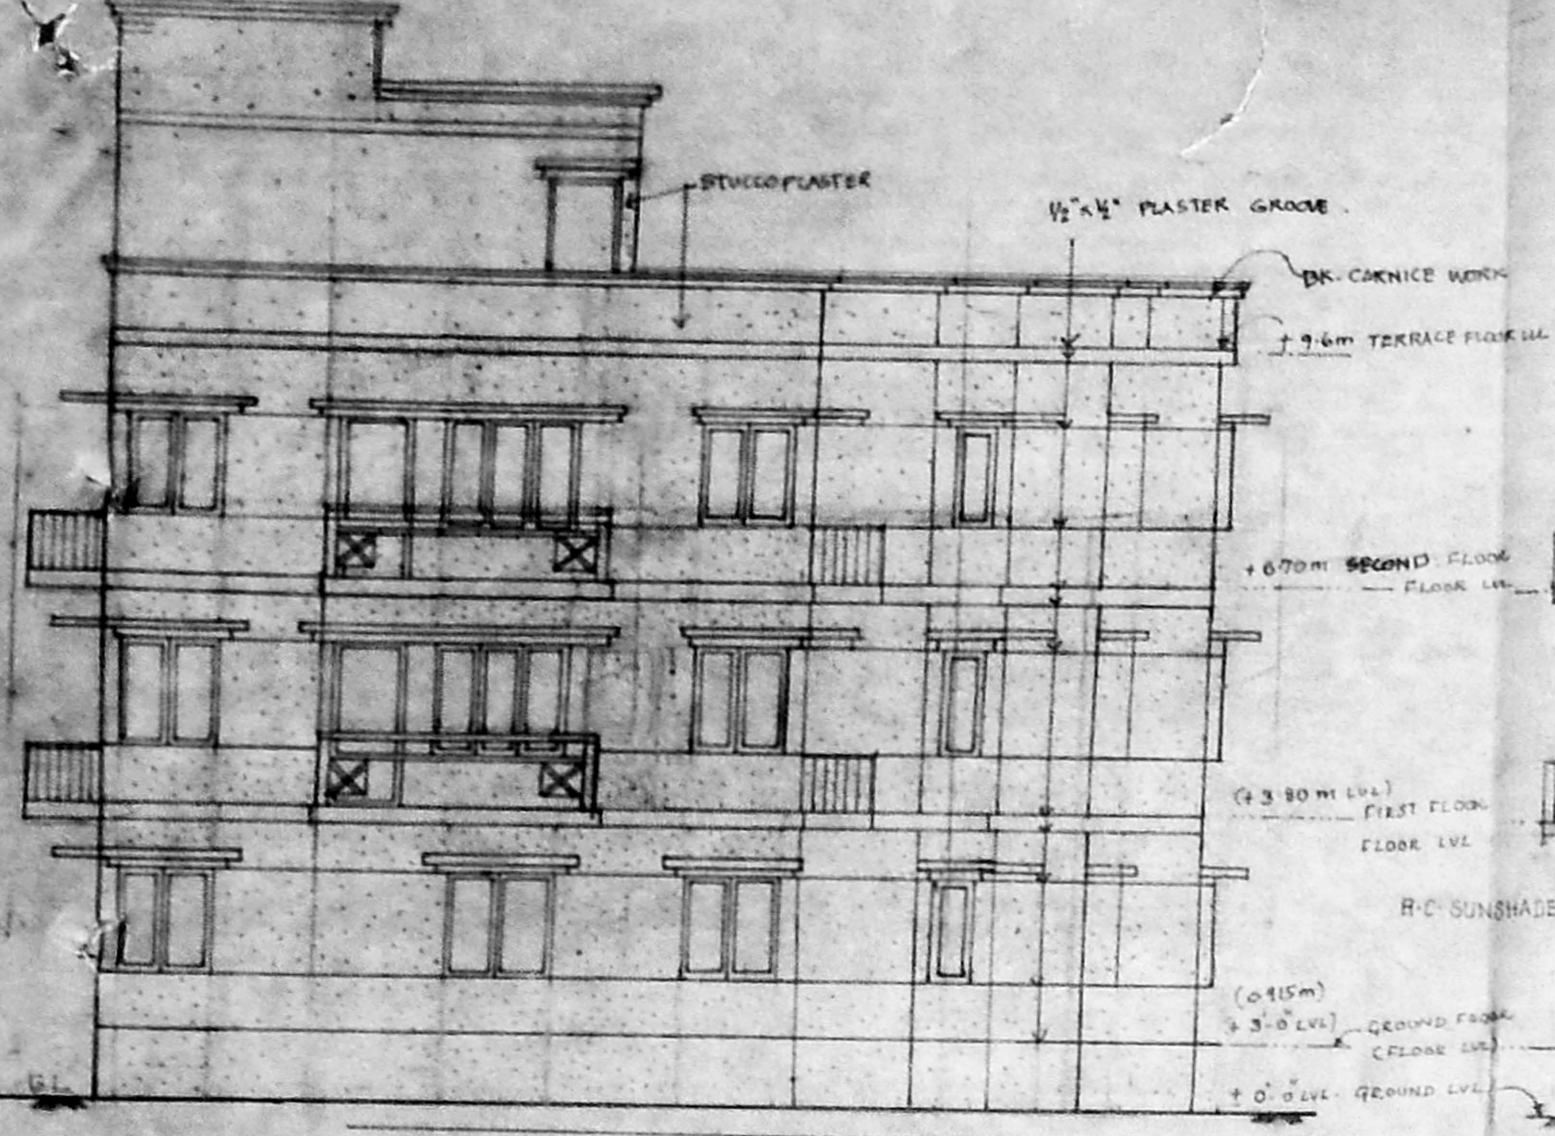 STUCCO PLASTER
½"x½" PLASTER GROOVE.
BK. CARNICE WORK
+9.6m TERRACE FLOOR LVL
+6.70m SECOND FLOOR
FLOOR LVL
(+3.80m LVL)
FIRST FLOOR
FLOOR LVL
R.C. SUNSHADE
(0.915m)
+3'-0" LVL) GROUND FLOOR
(FLOOR LVL)
G.L.
± 0'-0" LVL. GROUND LVL